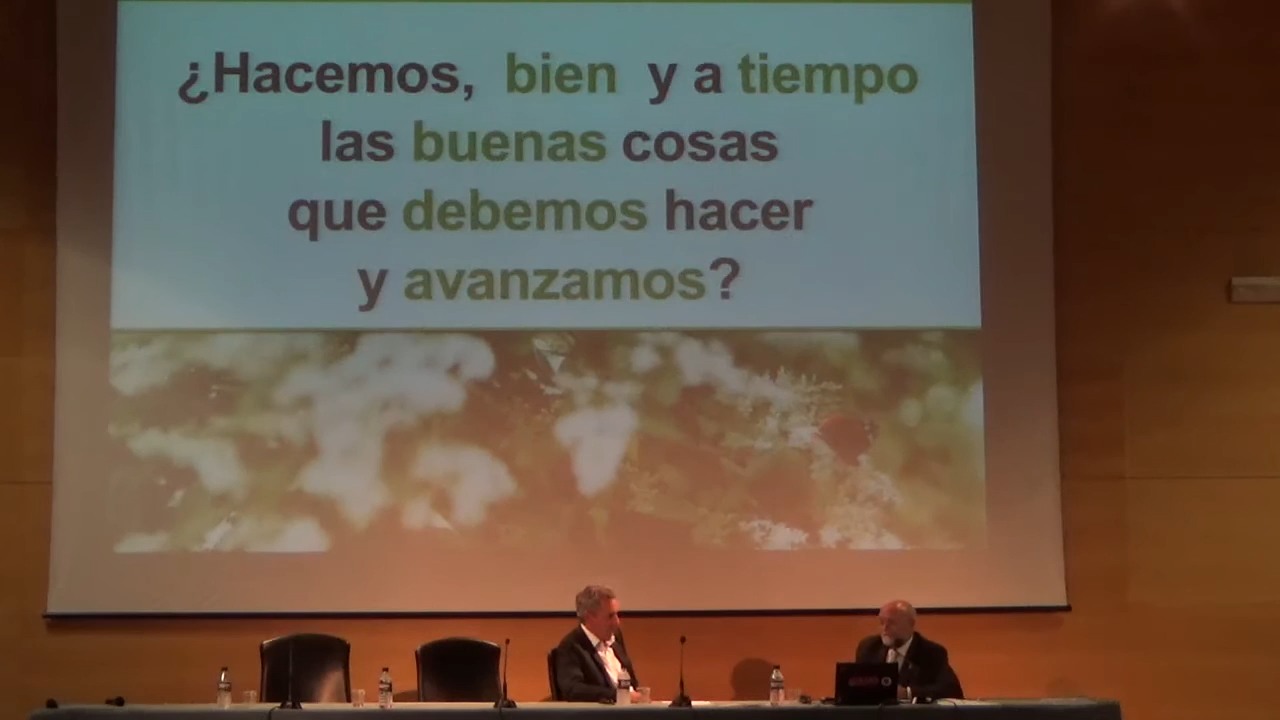 ¿Hacemos, bien y a tiempo
las buenas cosas
que debemos hacer
y avanzamos?